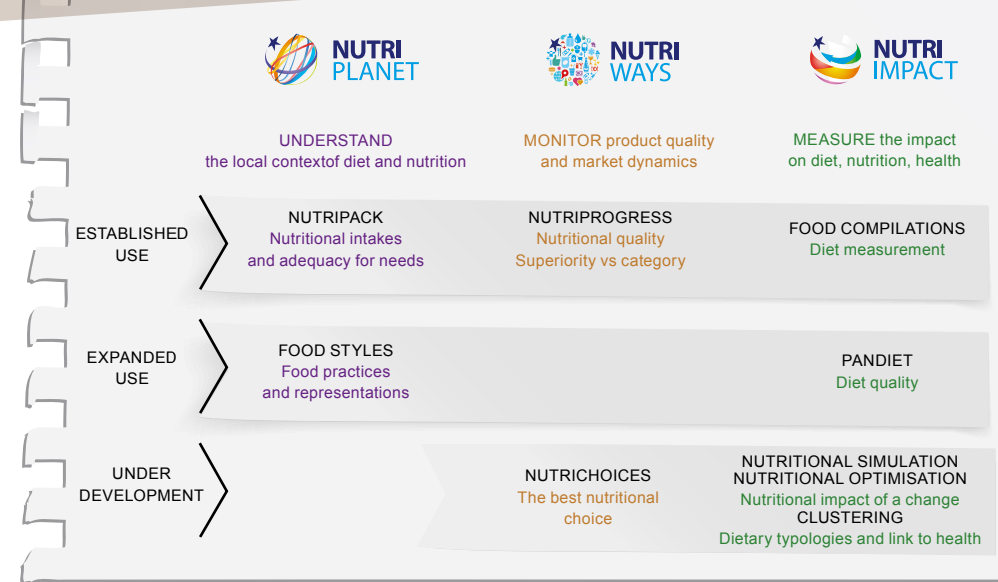 NUTRI
PLANET
NUTRI
WAYS
NUTRI
IMPACT
UNDERSTAND
the local contextof diet and nutrition
MONITOR product quality
and market dynamics
MEASURE the impact
on diet, nutrition, health
ESTABLISHED
USE
NUTRIPACK
Nutritional intakes
and adequacy for needs
NUTRIPROGRESS
Nutritional quality
Superiority vs category
FOOD COMPILATIONS
Diet measurement
EXPANDED
USE
FOOD STYLES
Food practices
and representations
PANDIET
Diet quality
UNDER
DEVELOPMENT
NUTRICHOICES
The best nutritional
choice
NUTRITIONAL SIMULATION
NUTRITIONAL OPTIMISATION
Nutritional impact of a change
CLUSTERING
Dietary typologies and link to health